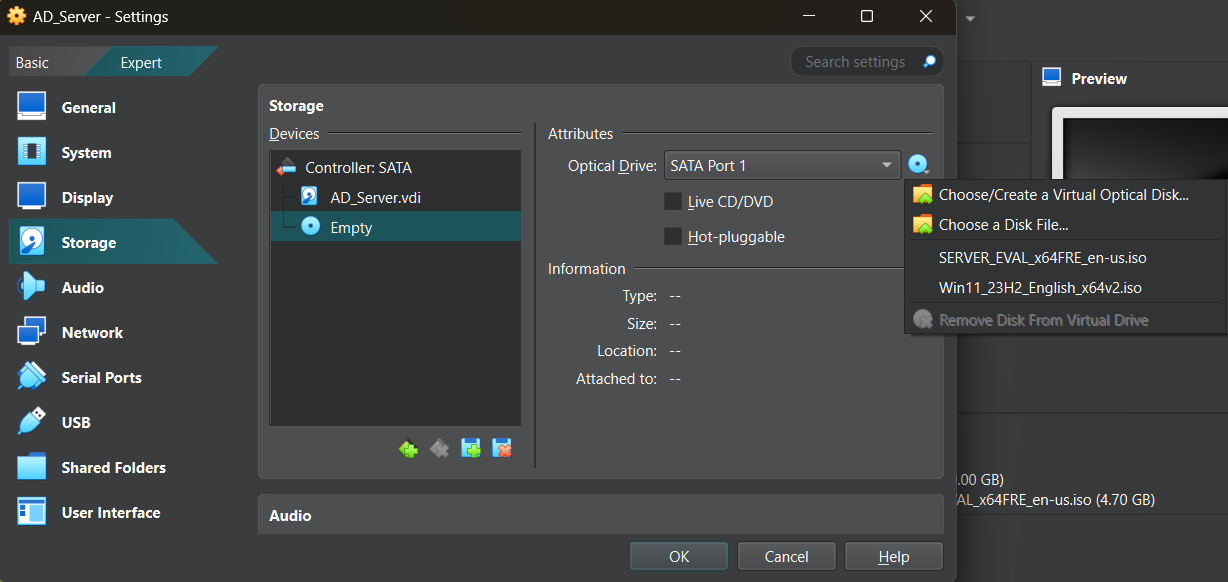 AD_Server - Settings
Basic
Expert
Search settings
General
System
Display
Storage
Audio
Network
Serial Ports
USB
Shared Folders
User Interface
Storage
Devices
Controller: SATA
AD_Server.vdi
Empty
Attributes
Optical Drive: SATA Port 1
Live CD/DVD
Hot-pluggable
Information
Type: --
Size: --
Location: --
Attached to: --
Audio
OK
Cancel
Help
Preview
Choose/Create a Virtual Optical Disk...
Choose a Disk File...
SERVER_EVAL_x64FRE_en-us.iso
Win11_23H2_English_x64v2.iso
Remove Disk From Virtual Drive
.00 GB)
AL_x64FRE_en-us.iso (4.70 GB)